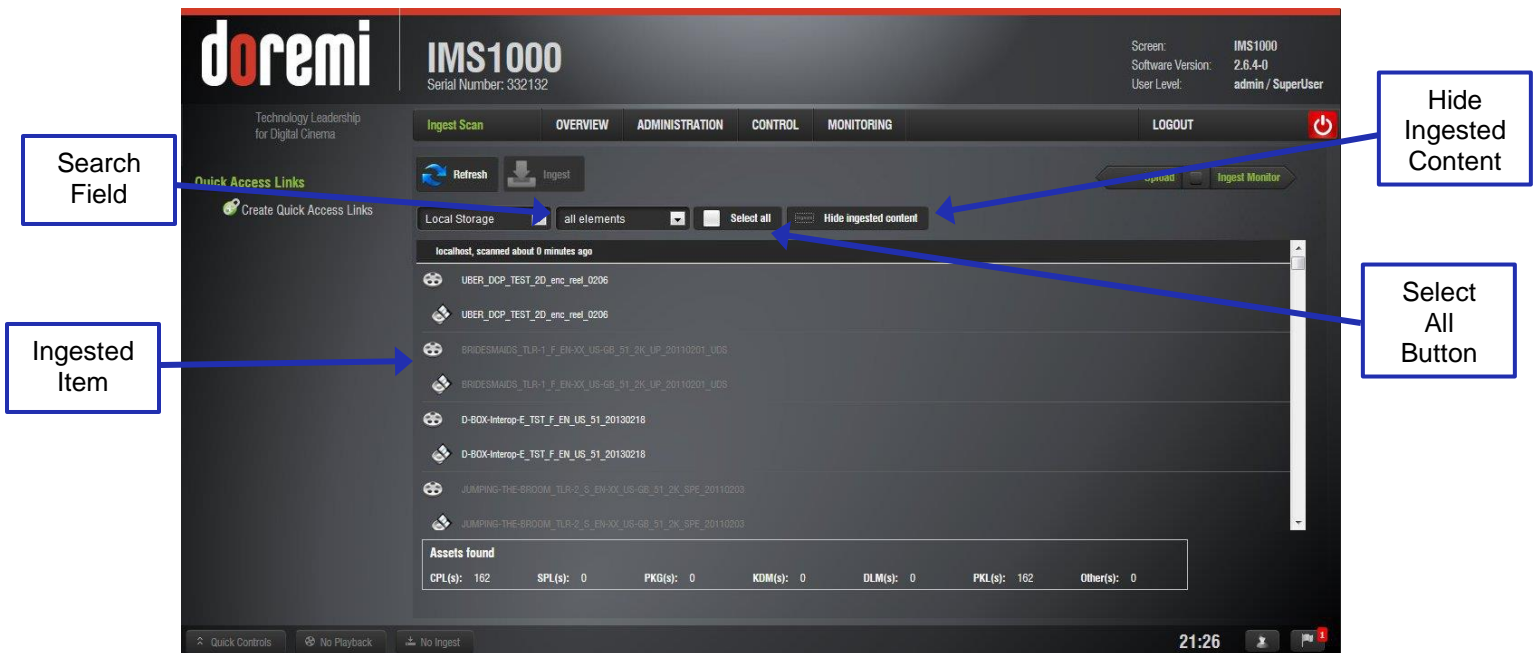 doremi
IMS1000
Serial Number: 332132
Screen: IMS1000
Software Version: 2.6.4-0
User Level: admin / SuperUser
Technology Leadership
for Digital Cinema
Ingest Scan OVERVIEW ADMINISTRATION CONTROL MONITORING LOGOUT
Hide
Ingested
Content
Search
Field
Quick Access Links
Create Quick Access Links
Refresh Ingest
Upload Ingest Monitor
Local Storage all elements Select all Hide ingested content
localhost, scanned about 0 minutes ago
UBER_DCP_TEST_2D_enc_reel_0206
UBER_DCP_TEST_2D_enc_reel_0206
BRIDESMAIDS_TLR-1_F_EN-XX_US-GB_51_2K_UP_20110201_UDS
BRIDESMAIDS_TLR-1_F_EN-XX_US-GB_51_2K_UP_20110201_UDS
D-BOX-Interop-E_TST_F_EN_US_51_20130218
D-BOX-Interop-E_TST_F_EN_US_51_20130218
JUMPING-THE-BROOM_TLR-2_S_EN-XX_US-GB_51_2K_SPE_20110203
JUMPING-THE-BROOM_TLR-2_S_EN-XX_US-GB_51_2K_SPE_20110203
Select
All
Button
Ingested
Item
Assets found
CPL(s): 162 SPL(s): 0 PKG(s): 0 KDM(s): 0 DLM(s): 0 PKL(s): 162 Other(s): 0
Quick Controls No Playback No Ingest 21:26 1